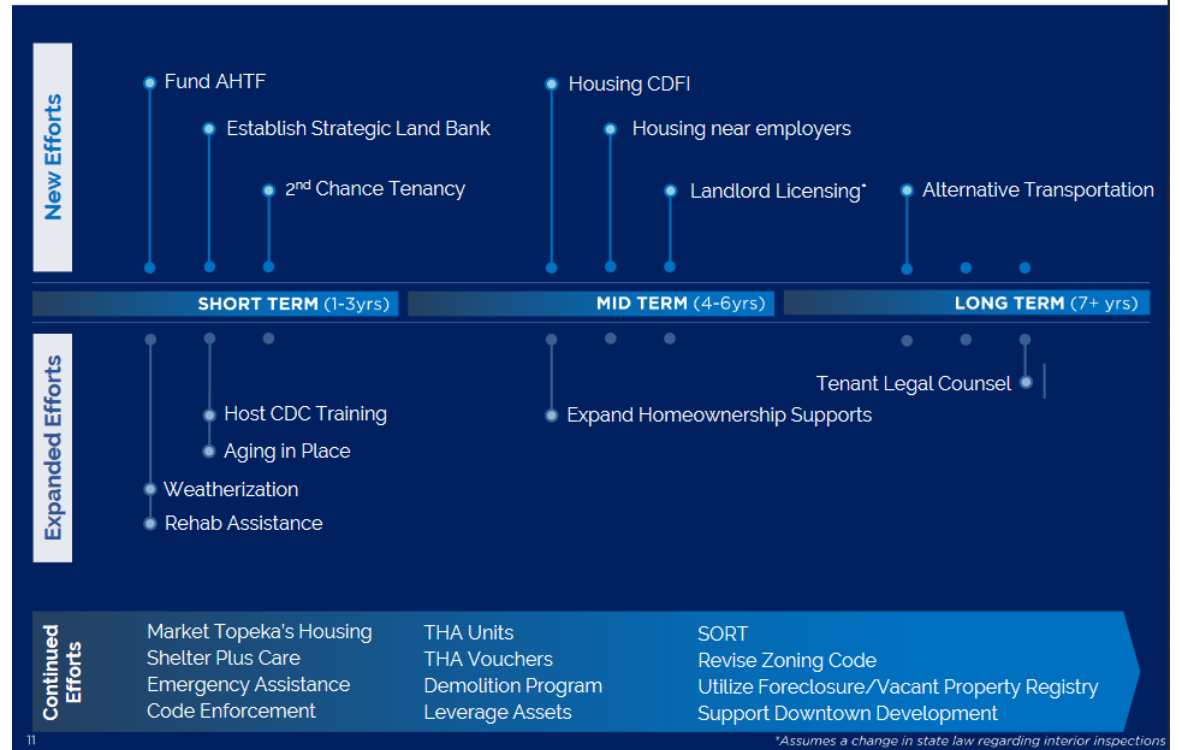 New Efforts
Fund AHTF
Establish Strategic Land Bank
2nd Chance Tenancy
Housing CDFI
Housing near employers
Landlord Licensing*
Alternative Transportation
SHORT TERM (1-3yrs)
MID TERM (4-6yrs)
LONG TERM (7+ yrs)
Expanded Efforts
Host CDC Training
Aging in Place
Weatherization
Rehab Assistance
Expand Homeownership Supports
Tenant Legal Counsel
Continued
Efforts
Market Topeka's Housing
Shelter Plus Care
Emergency Assistance
Code Enforcement
THA Units
THA Vouchers
Demolition Program
Leverage Assets
SORT
Revise Zoning Code
Utilize Foreclosure/Vacant Property Registry
Support Downtown Development
11
*Assumes a change in state law regarding interior inspections